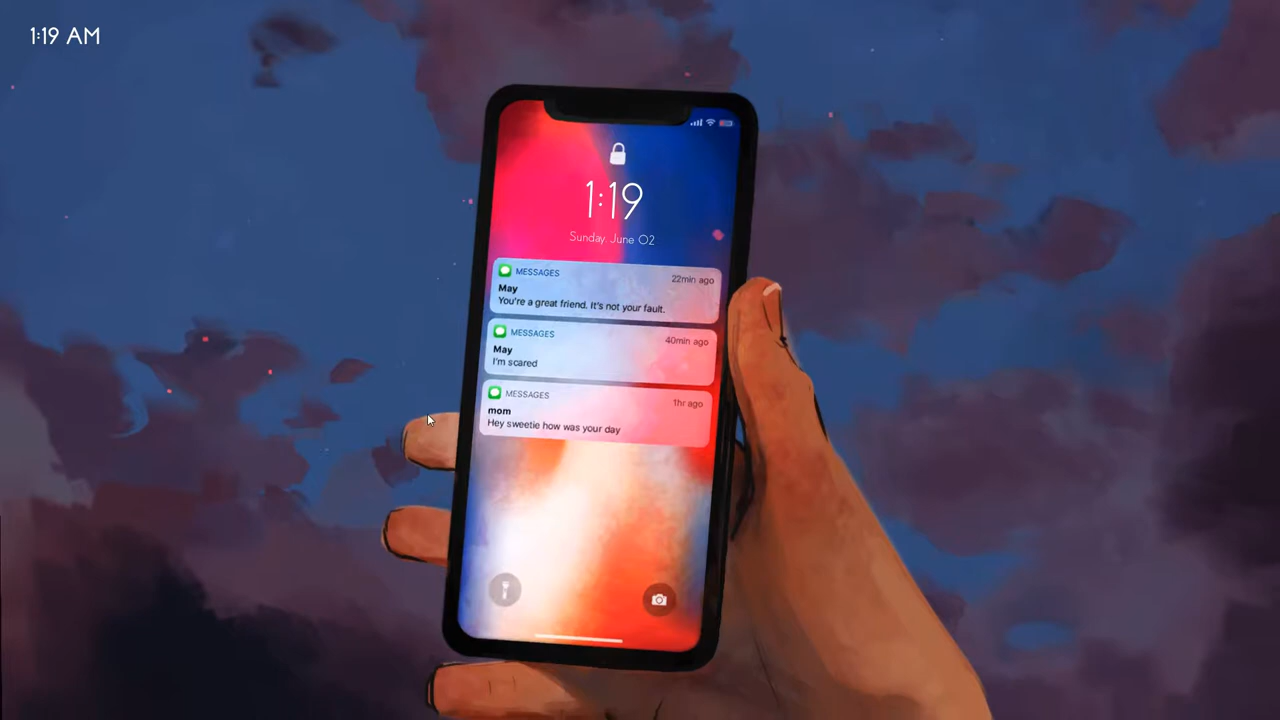 1:19 AM
1:19
Sunday June 02
MESSAGES 22min ago
May
You're a great friend. It's not your fault.
MESSAGES 40min ago
May
I'm scared
MESSAGES 1hr ago
mom
Hey sweetie how was your day